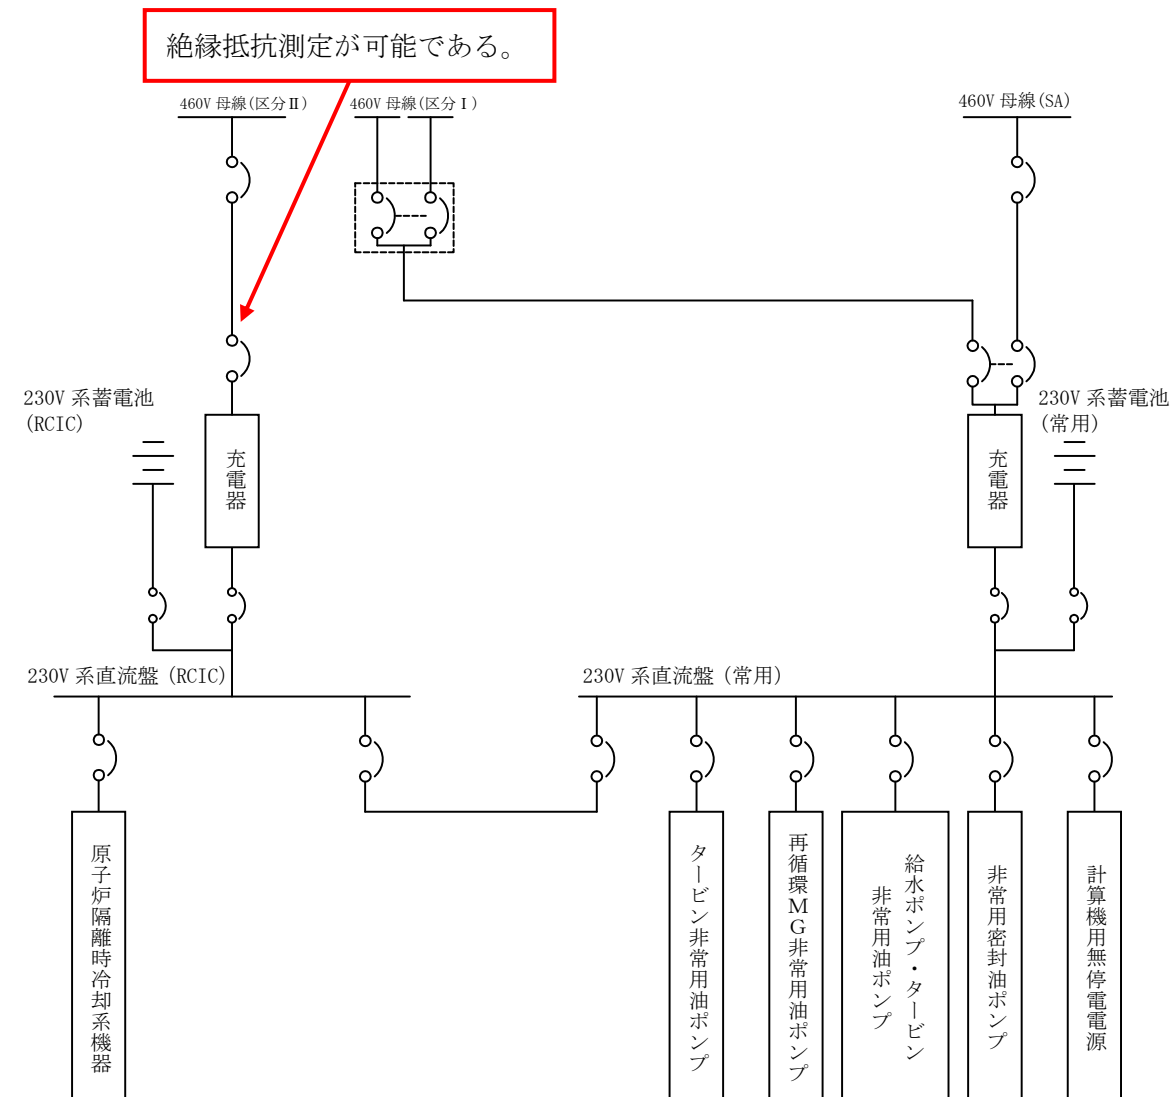 絶縁抵抗測定が可能である。
460V 母線(区分Ⅱ)
460V 母線(区分Ⅰ)
460V 母線(SA)
230V 系蓄電池
(RCIC)
充電器
充電器
230V 系蓄電池
(常用)
230V 系直流盤 (RCIC)
230V 系直流盤 (常用)
原子炉隔離時冷却系機器
タービン非常用油ポンプ
再循環MG非常用油ポンプ
給水ポンプ・タービン
非常用油ポンプ
非常用密封油ポンプ
計算機用無停電電源